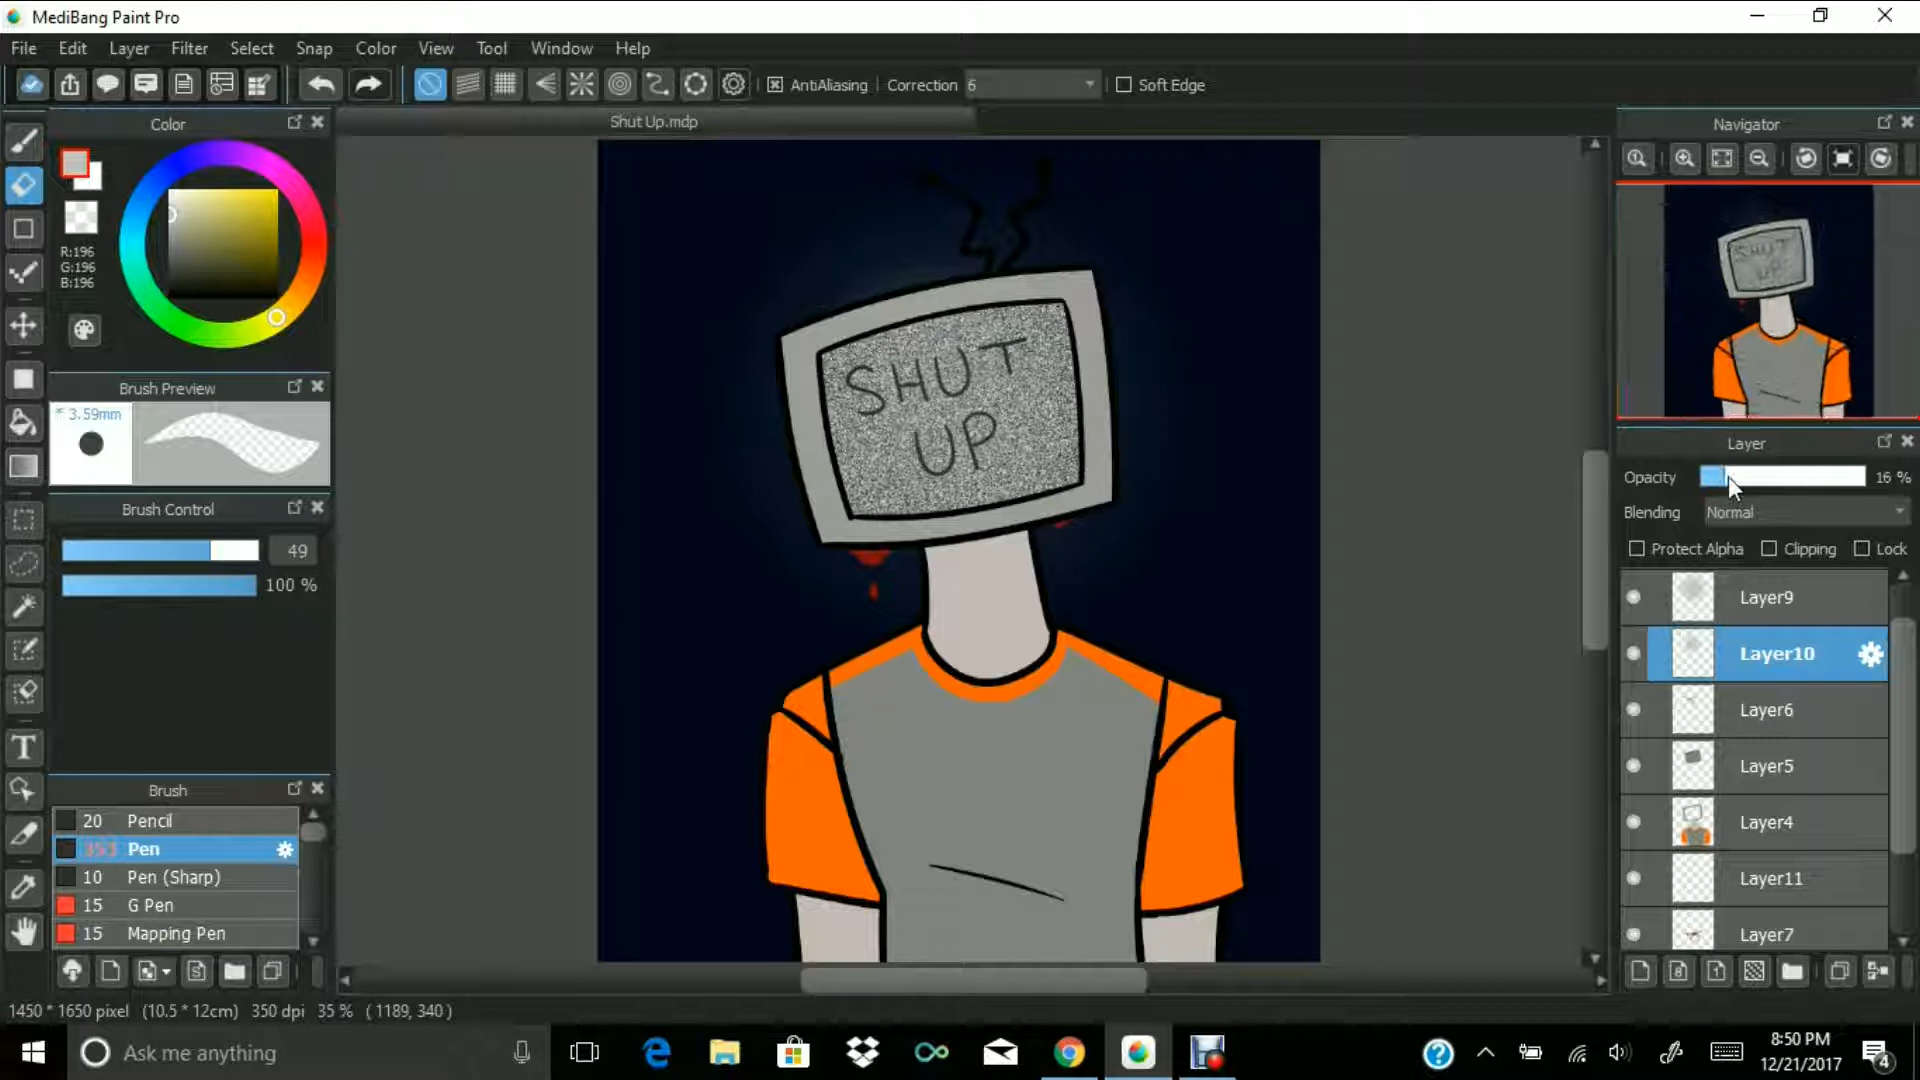 MediBang Paint Pro
File Edit Layer Filter Select Snap Color View Tool Window Help
AntiAliasing Correction 6 Soft Edge
Color
Shut Up.mdp
Navigator
R:196
G:196
B:196
SHUT
UP
SHUT
UP
Brush Preview
3.59mm
Layer
Opacity 16 %
Blending Normal
Protect Alpha Clipping Lock
Brush Control
49
100 %
Layer9
Layer10
Layer6
Layer5
Layer4
Layer11
Layer7
Brush
20 Pencil
353 Pen
10 Pen (Sharp)
15 G Pen
15 Mapping Pen
1450 * 1650 pixel (10.5 * 12cm) 350 dpi 35 % ( 1189, 340 )
Ask me anything
8:50 PM
12/21/2017
4